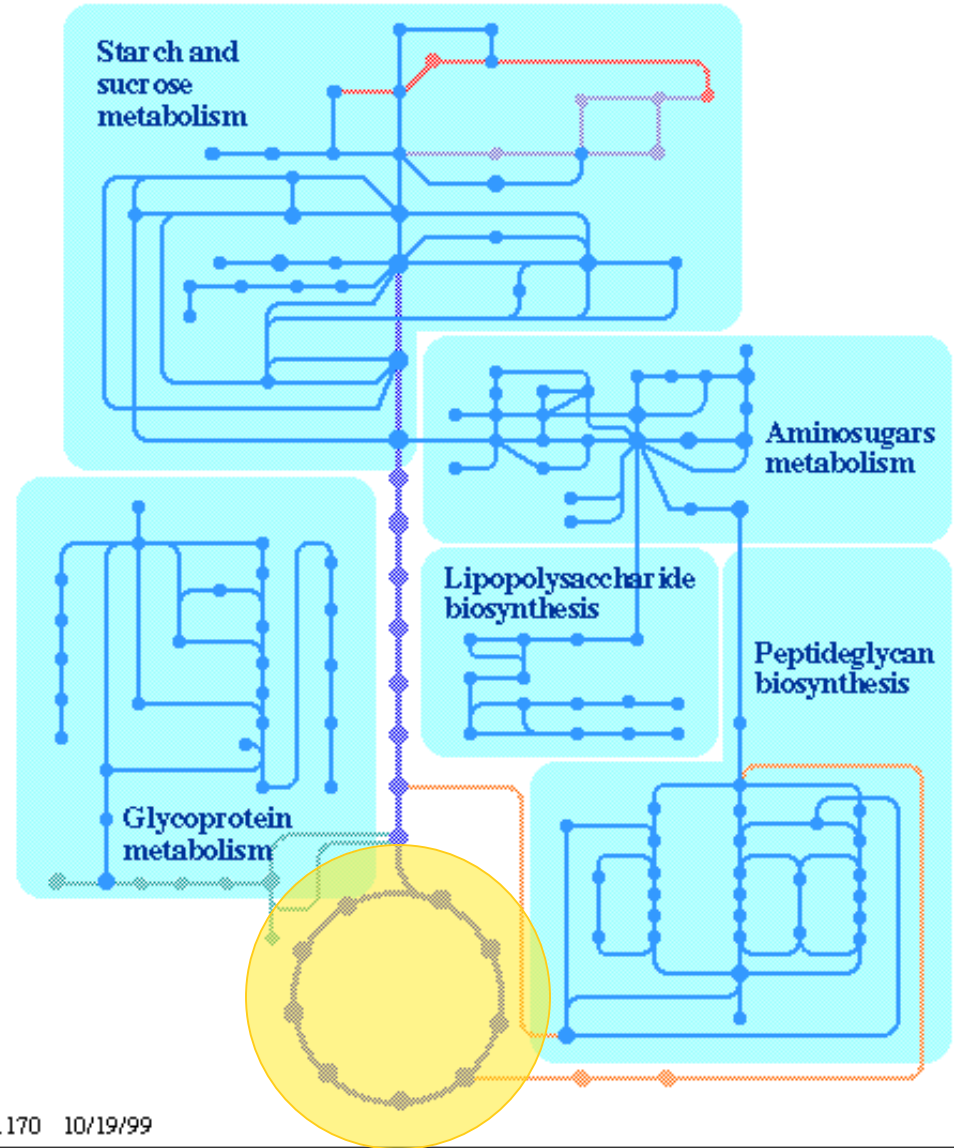 Starch and
sucrose
metabolism
Aminosugars
metabolism
Lipopolysaccharide
biosynthesis
Peptideglycan
biosynthesis
Glycoprotein
metabolism
.170 10/19/99